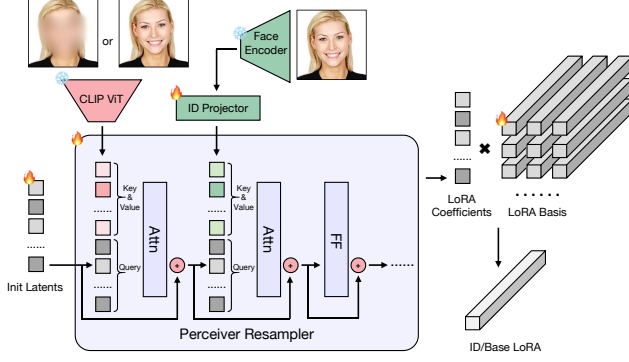 or
Face
Encoder
CLIP ViT
ID Projector
Key
&
Value
......
Query
......
Attn
Key
&
Value
......
Query
......
Attn
FF
......
Init Latents
......
Perceiver Resampler
......
LoRA
Coefficients
......
LoRA Basis
ID/Base LoRA